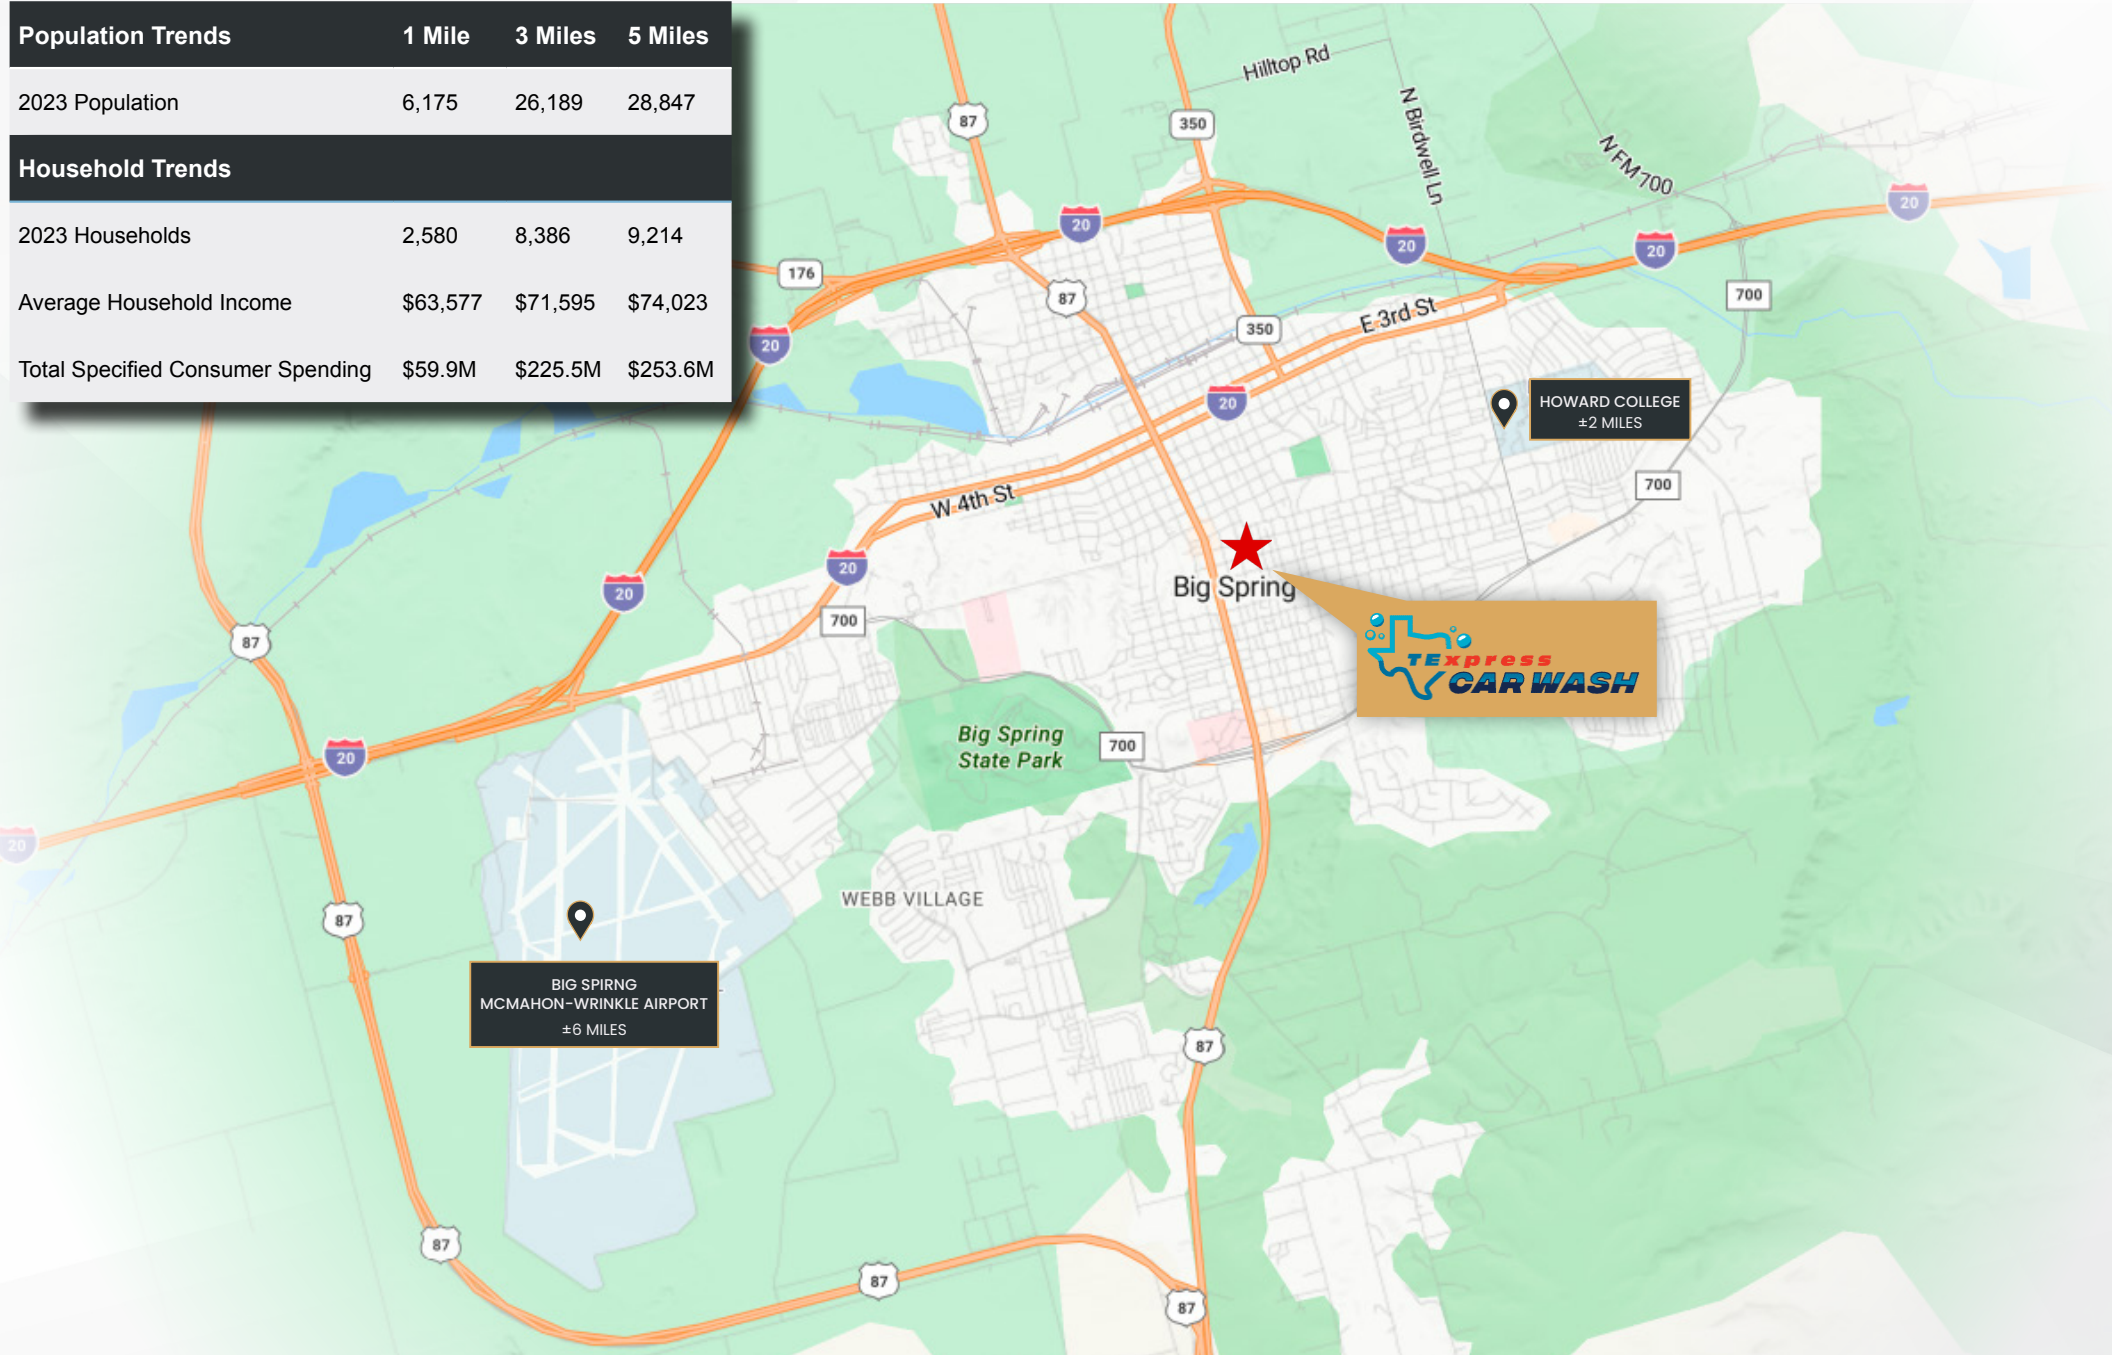 Population Trends 1 Mile 3 Miles 5 Miles
2023 Population 6,175 26,189 28,847
Household Trends
2023 Households 2,580 8,386 9,214
Average Household Income $63,577 $71,595 $74,023
Total Specified Consumer Spending $59.9M $225.5M $253.6M
Hilltop Rd
87
350
N Birdwell Ln
N FM 700
20
20
20
20
176
87
700
350
E 3rd St
20
20
HOWARD COLLEGE
±2 MILES
700
W 4th St
20
20
Big Spring
700
87
TExpress
CAR WASH
Big Spring
State Park
700
20
20
87
WEBB VILLAGE
BIG SPIRNG
MCMAHON-WRINKLE AIRPORT
±6 MILES
87
87
87
87